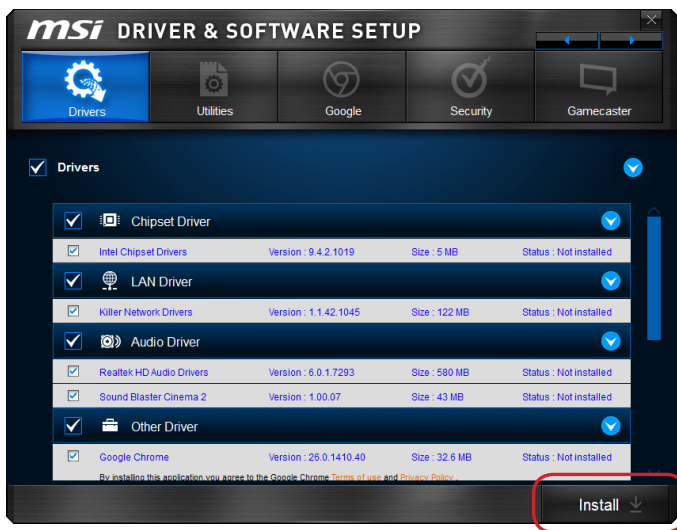 msi DRIVER & SOFTWARE SETUP
Drivers Utilities Google Security Gamecaster
Drivers
Chipset Driver
Intel Chipset Drivers Version : 9.4.2.1019 Size : 5 MB Status : Not installed
LAN Driver
Killer Network Drivers Version : 1.1.42.1045 Size : 122 MB Status : Not installed
Audio Driver
Realtek HD Audio Drivers Version : 6.0.1.7293 Size : 580 MB Status : Not installed
Sound Blaster Cinema 2 Version : 1.00.07 Size : 43 MB Status : Not installed
Other Driver
Google Chrome Version : 26.0.1410.40 Size : 32.6 MB Status : Not installed
By installing this application,you agree to the Google Chrome Terms of use and Privacy Policy .
Install